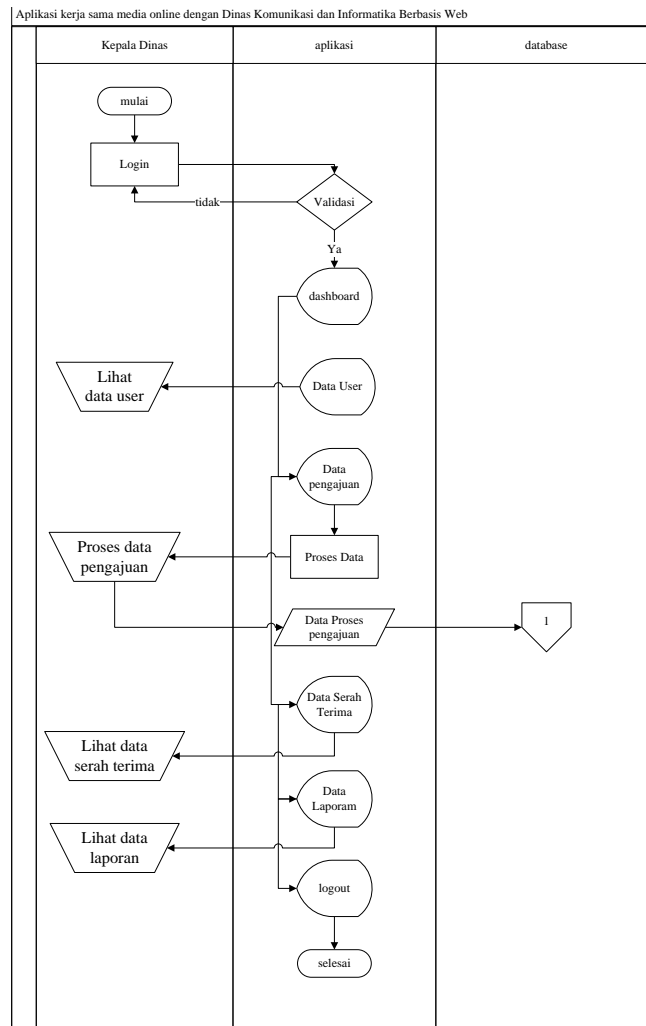 Aplikasi kerja sama media online dengan Dinas Komunikasi dan Informatika Berbasis Web
Kepala Dinas
aplikasi
database
mulai
Login
Validasi
tidak
Ya
dashboard
Lihat
data user
Data User
Data
pengajuan
Proses data
pengajuan
Proses Data
Data Proses
pengajuan
1
Data Serah
Terima
Lihat data
serah terima
Data
Laporam
Lihat data
laporan
logout
selesai